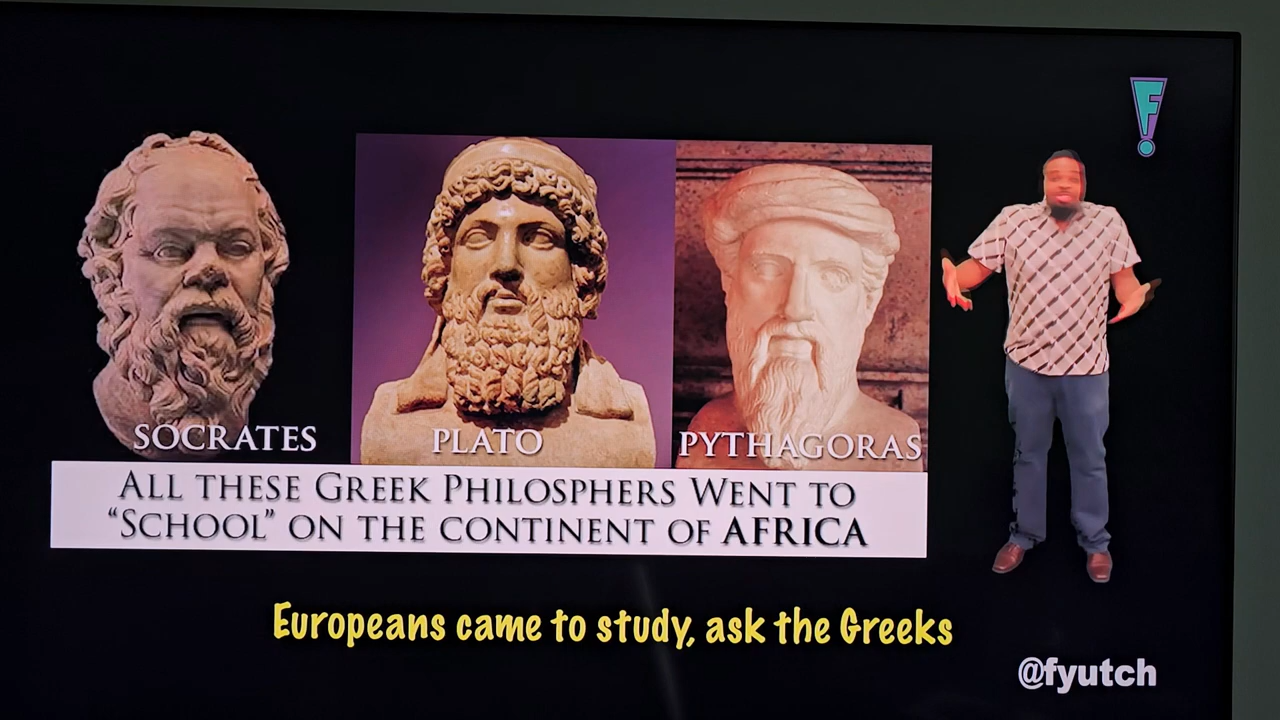 F!
SOCRATES
PLATO
PYTHAGORAS
ALL THESE GREEK PHILOSPHERS WENT TO
“SCHOOL” ON THE CONTINENT OF AFRICA
Europeans came to study, ask the Greeks
@fyutch